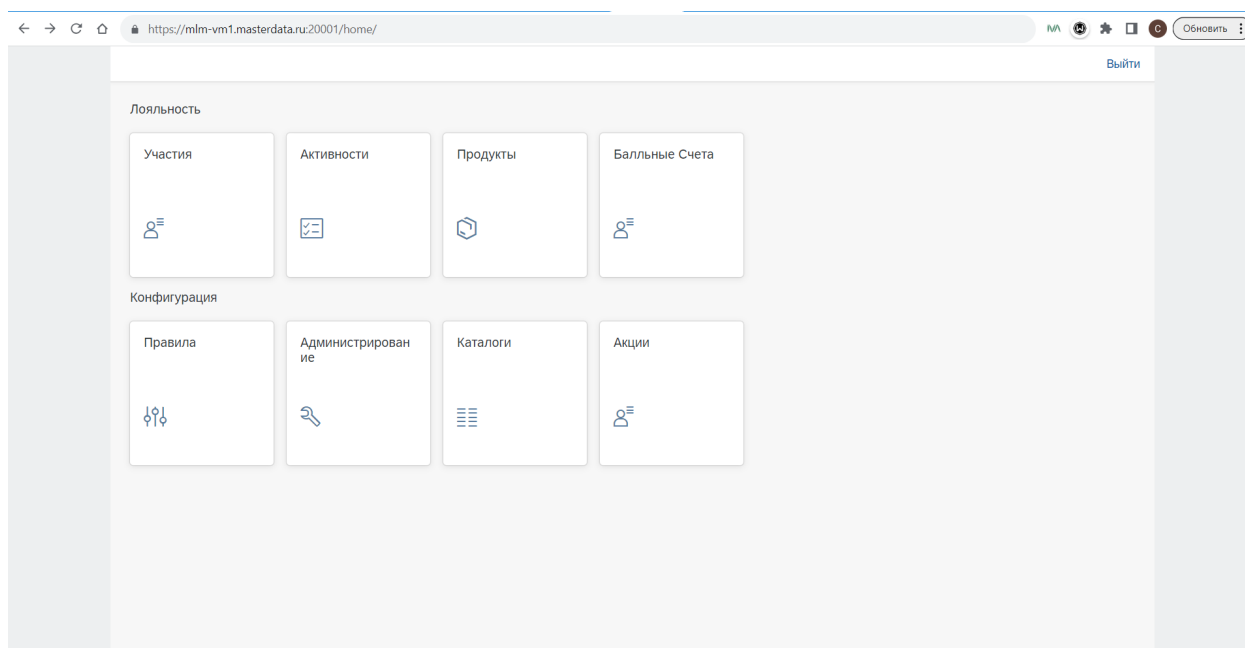 https://mlm-vm1.masterdata.ru:20001/home/
IVA
C
Обновить
Выйти
Лояльность
Участия
Активности
Продукты
Балльные Счета
Конфигурация
Правила
Администрирован
ие
Каталоги
Акции